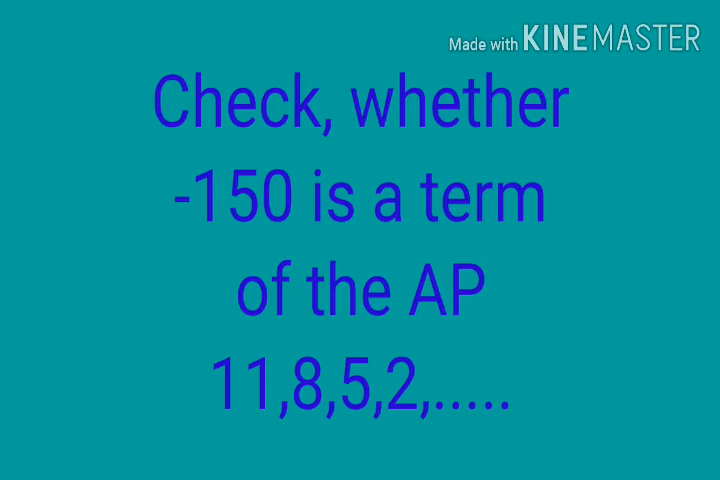 Made with KINEMASTER
Check, whether
-150 is a term
of the AP
11,8,5,2,.....